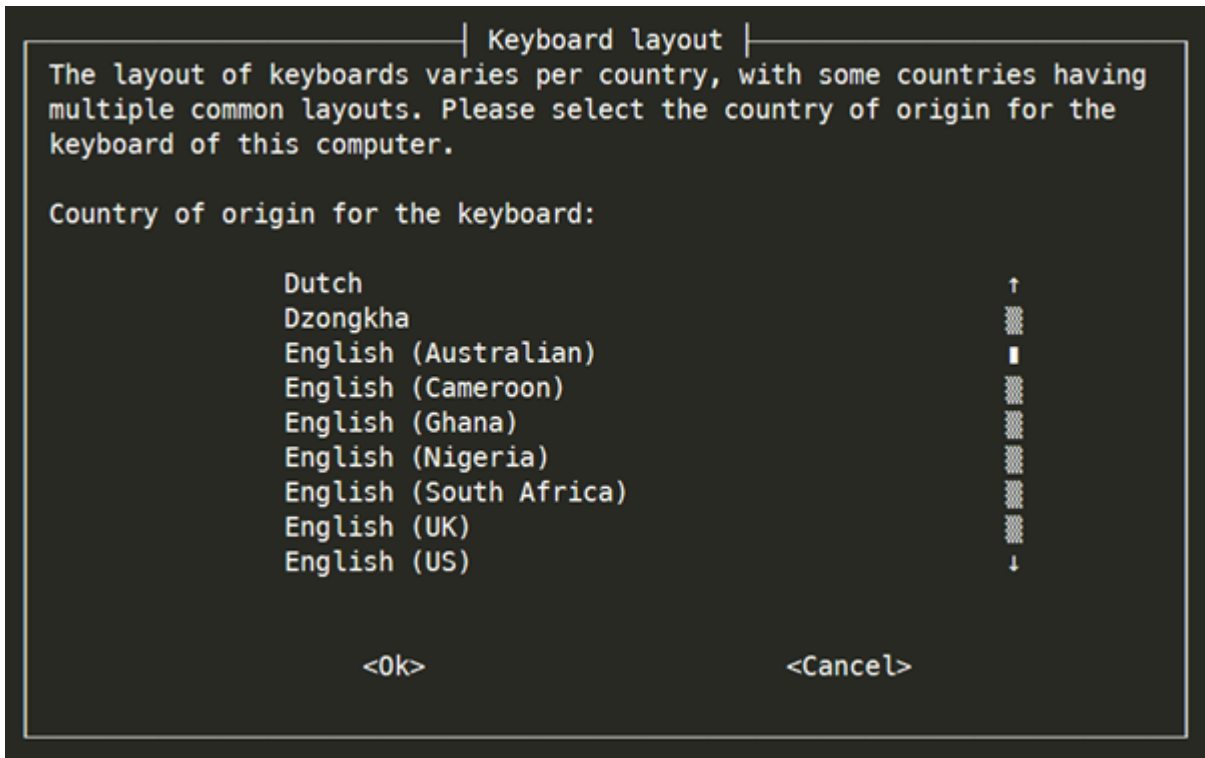 Keyboard layout
The layout of keyboards varies per country, with some countries having
multiple common layouts. Please select the country of origin for the
keyboard of this computer.
Country of origin for the keyboard:
Dutch
Dzongkha
English (Australian)
English (Cameroon)
English (Ghana)
English (Nigeria)
English (South Africa)
English (UK)
English (US)
<Ok> <Cancel>